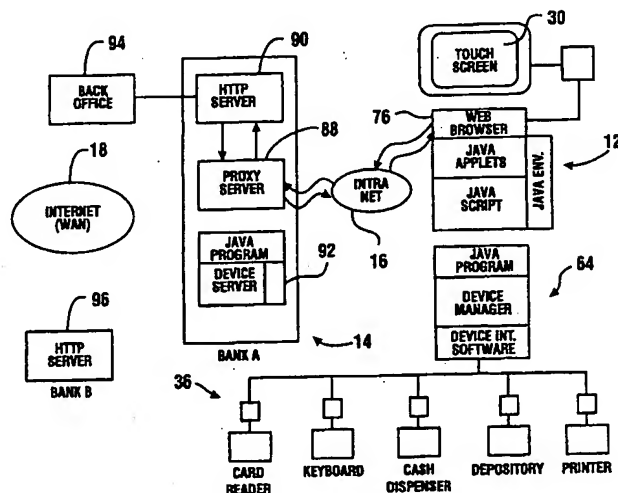 94
90
30
BACK
OFFICE
HTTP
SERVER
TOUCH
SCREEN
76
WEB
BROWSER
12
18
88
JAVA
APPLETS
JAVA ENV.
INTERNET
(WAN)
PROXY
SERVER
INTRA
NET
JAVA
SCRIPT
16
JAVA
PROGRAM
92
DEVICE
SERVER
JAVA
PROGRAM
64
DEVICE
MANAGER
96
HTTP
SERVER
BANK A
14
DEVICE INT.
SOFTWARE
BANK B
36
CARD
READER
KEYBOARD
CASH
DISPENSER
DEPOSITORY
PRINTER